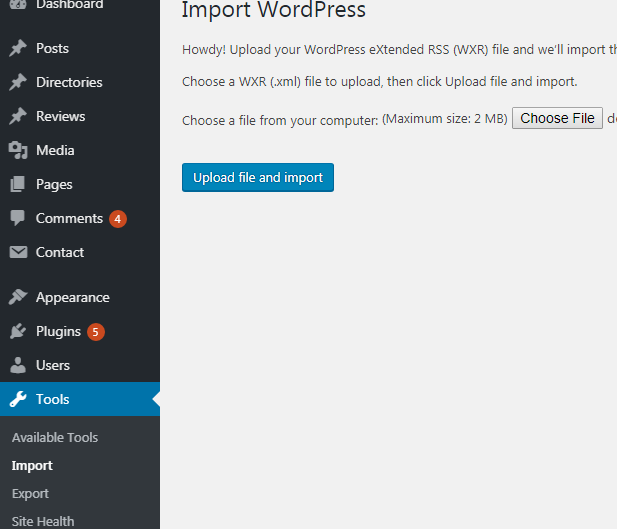 Dashboard
Posts
Directories
Reviews
Media
Pages
Comments 4
Contact
Appearance
Plugins 5
Users
Tools
Available Tools
Import
Export
Site Health
Import WordPress
Howdy! Upload your WordPress eXtended RSS (WXR) file and we'll import
Choose a WXR (.xml) file to upload, then click Upload file and import.
Choose a file from your computer: (Maximum size: 2 MB) Choose File
Upload file and import